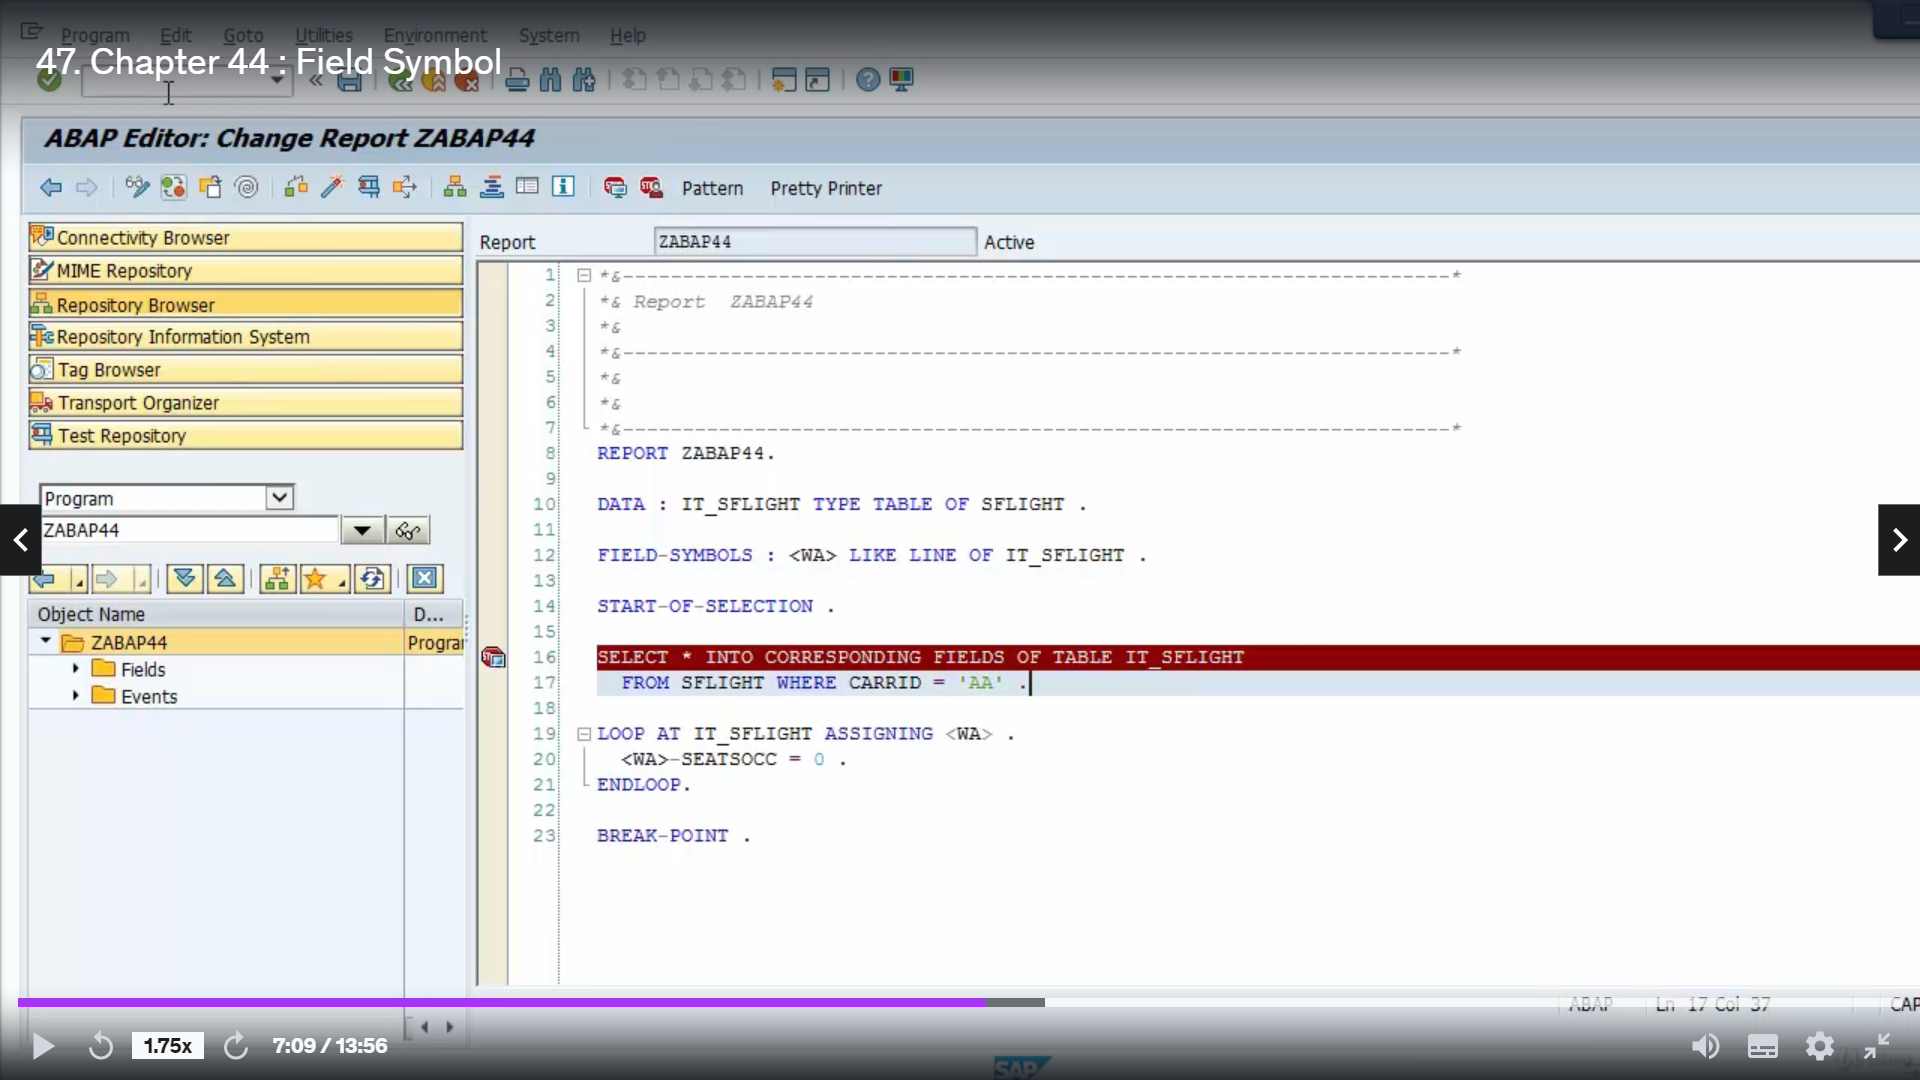 Program Edit Goto Utilities Environment System Help
47. Chapter 44 : Field Symbol
ABAP Editor: Change Report ZABAP44
Pattern Pretty Printer
Connectivity Browser
MIME Repository
Repository Browser
Repository Information System
Tag Browser
Transport Organizer
Test Repository
Program
ZABAP44
Object Name D...
ZABAP44 Program
Fields
Events
Report ZABAP44 Active
1 *&---------------------------------------------------------------------*
2 *& Report ZABAP44
3 *&
4 *&---------------------------------------------------------------------*
5 *&
6 *&
7 *&---------------------------------------------------------------------*
8 REPORT ZABAP44.
9
10 DATA : IT_SFLIGHT TYPE TABLE OF SFLIGHT .
11
12 FIELD-SYMBOLS : <WA> LIKE LINE OF IT_SFLIGHT .
13
14 START-OF-SELECTION .
15
16 SELECT * INTO CORRESPONDING FIELDS OF TABLE IT_SFLIGHT
17 FROM SFLIGHT WHERE CARRID = 'AA' .
18
19 LOOP AT IT_SFLIGHT ASSIGNING <WA> .
20 <WA>-SEATSOCC = 0 .
21 ENDLOOP.
22
23 BREAK-POINT .
ABAP Ln 17 Col 37 CAP
1.75x 7:09 / 13:56
SAP